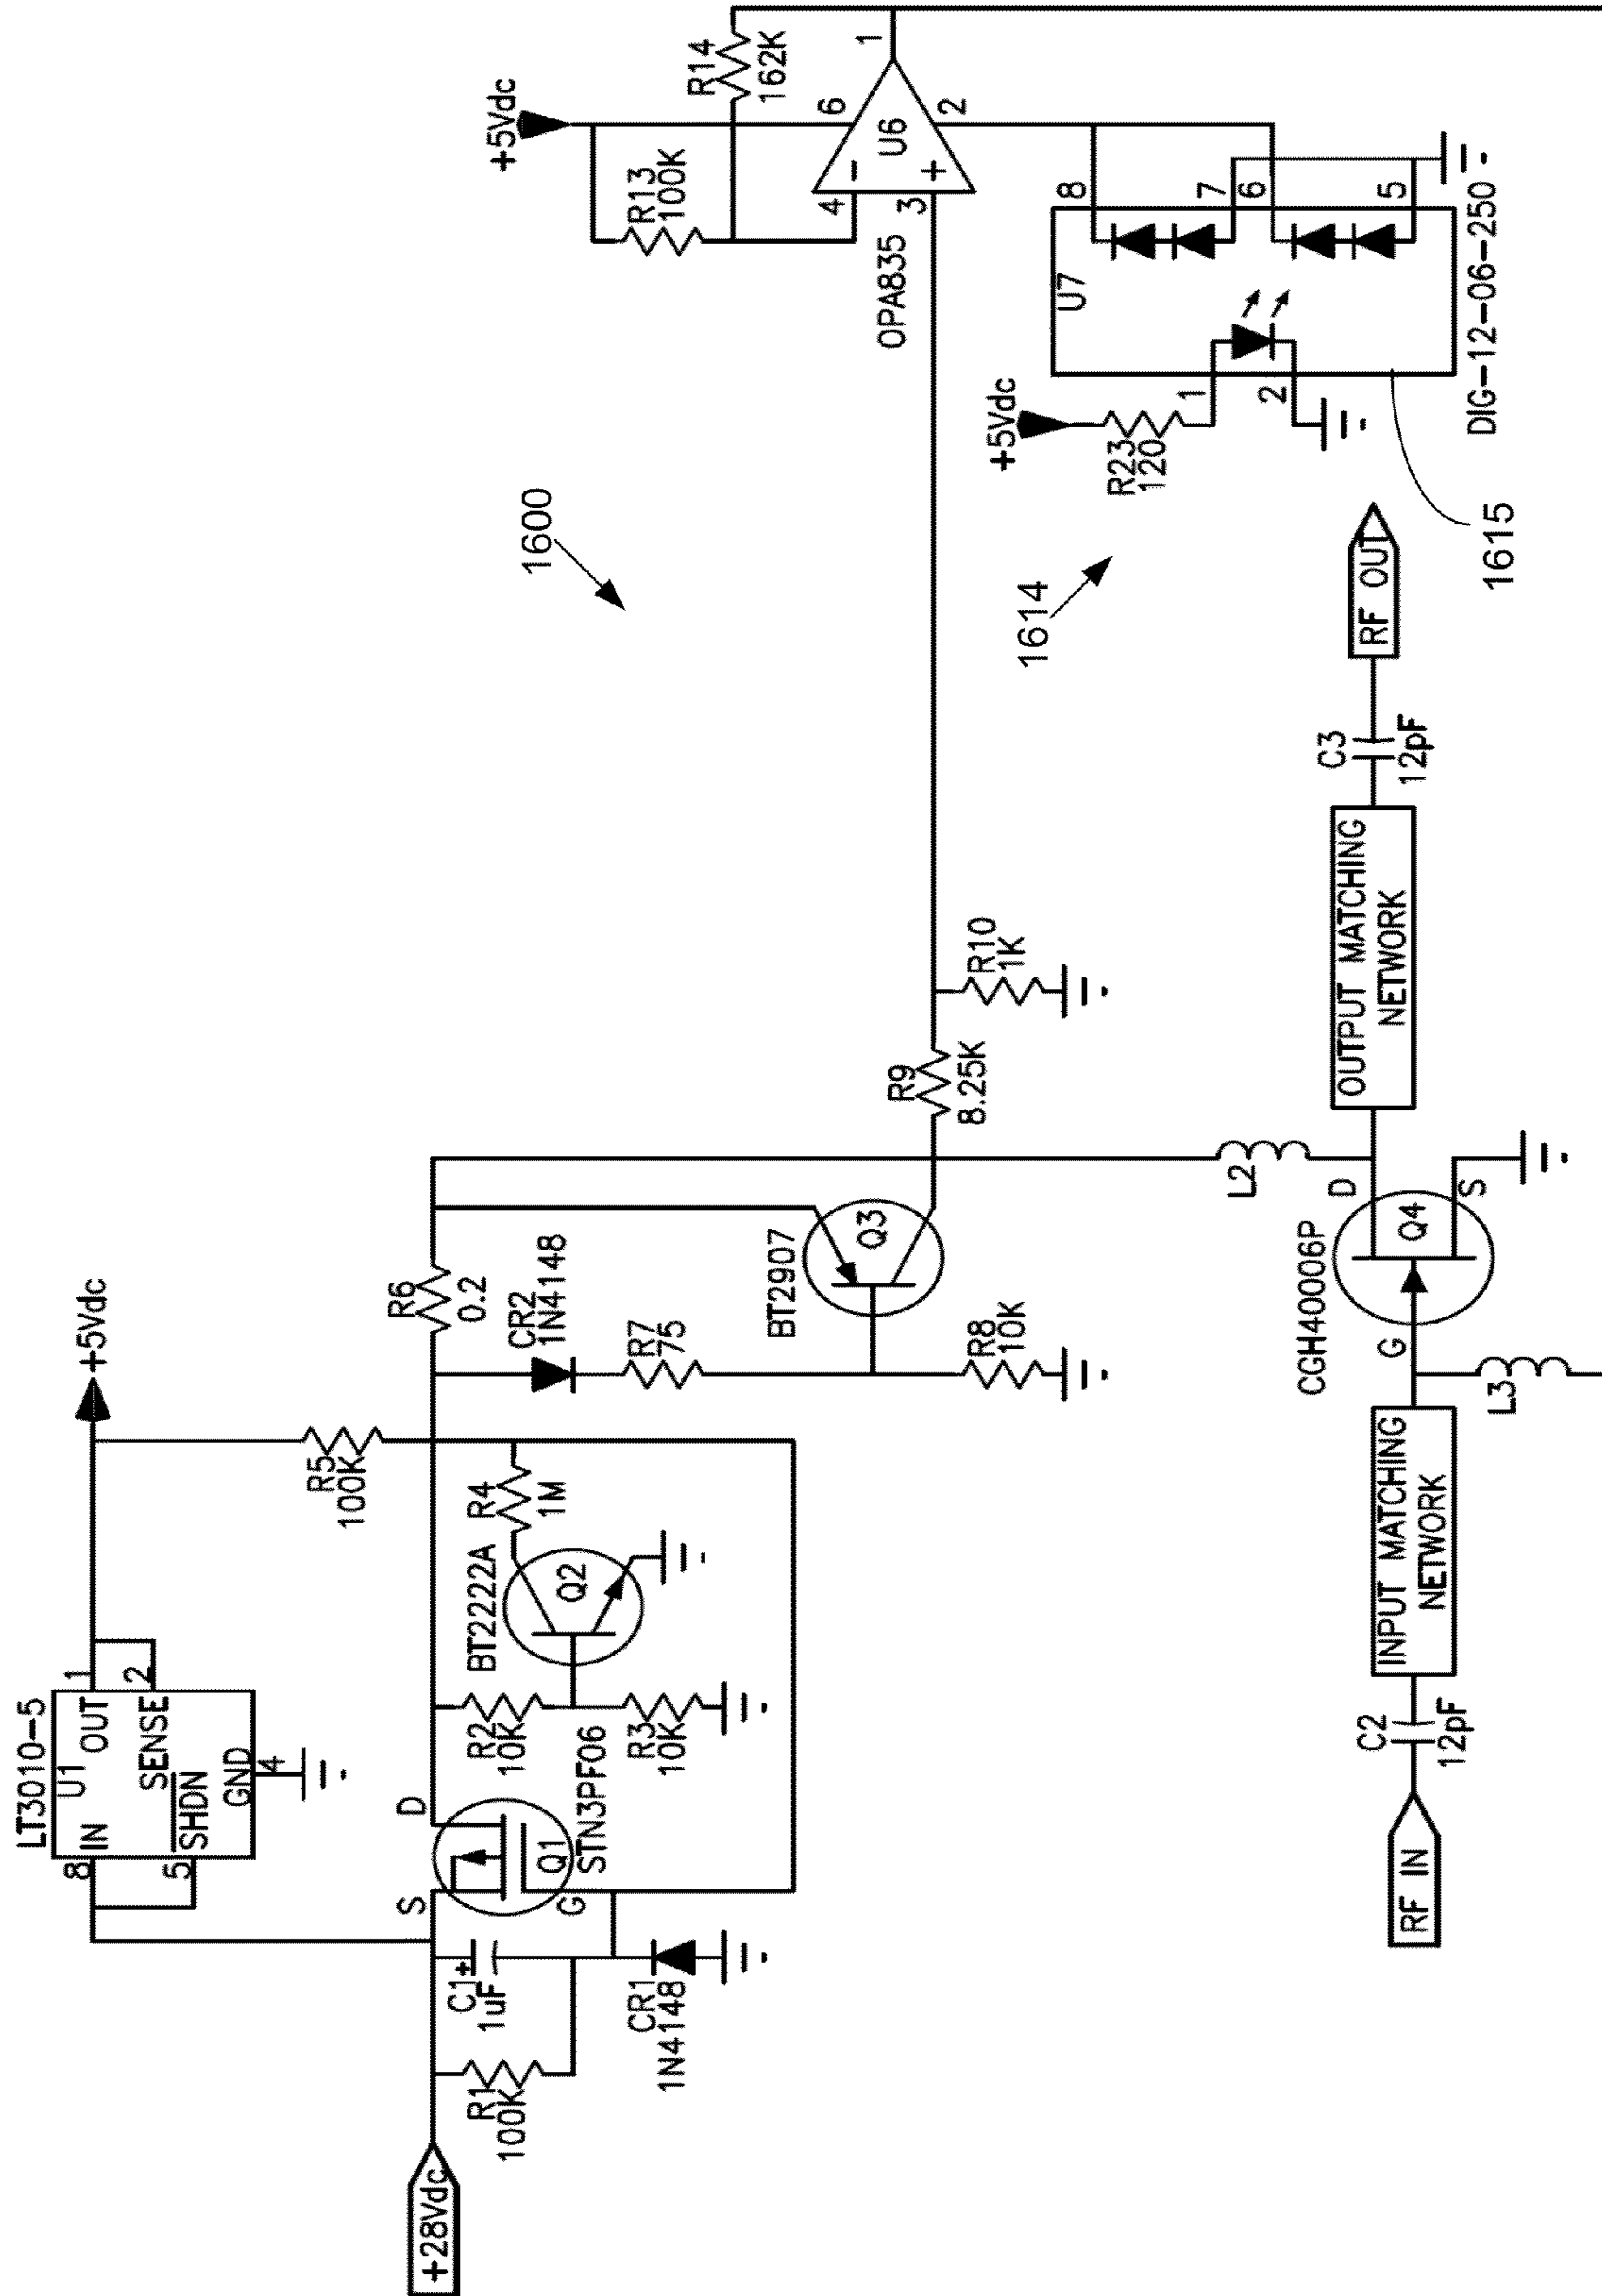 +28Vdc
R1
100K
C1
1uF
+
CR1
1N4148
LT3010-5
U1
8
IN
OUT
1
SENSE
2
5
SHDN
GND
4
S
D
G
Q1
STN3PF06
R2
10K
R3
10K
BT2222A
Q2
R4
1M
R5
100K
+5Vdc
R6
0.2
CR2
1N4148
R7
75
R8
10K
BT2907
Q3
R9
8.25K
R10
1K
1600
+5Vdc
R13
100K
R14
162K
OPA835
4
3
-
+
U6
6
2
1
1614
+5Vdc
R23
120
1
2
U7
8
7
6
5
DIG-12-06-250
1615
RF IN
C2
12pF
INPUT MATCHING
NETWORK
L3
G
CGH40006P
Q4
D
S
L2
OUTPUT MATCHING
NETWORK
C3
12pF
RF OUT